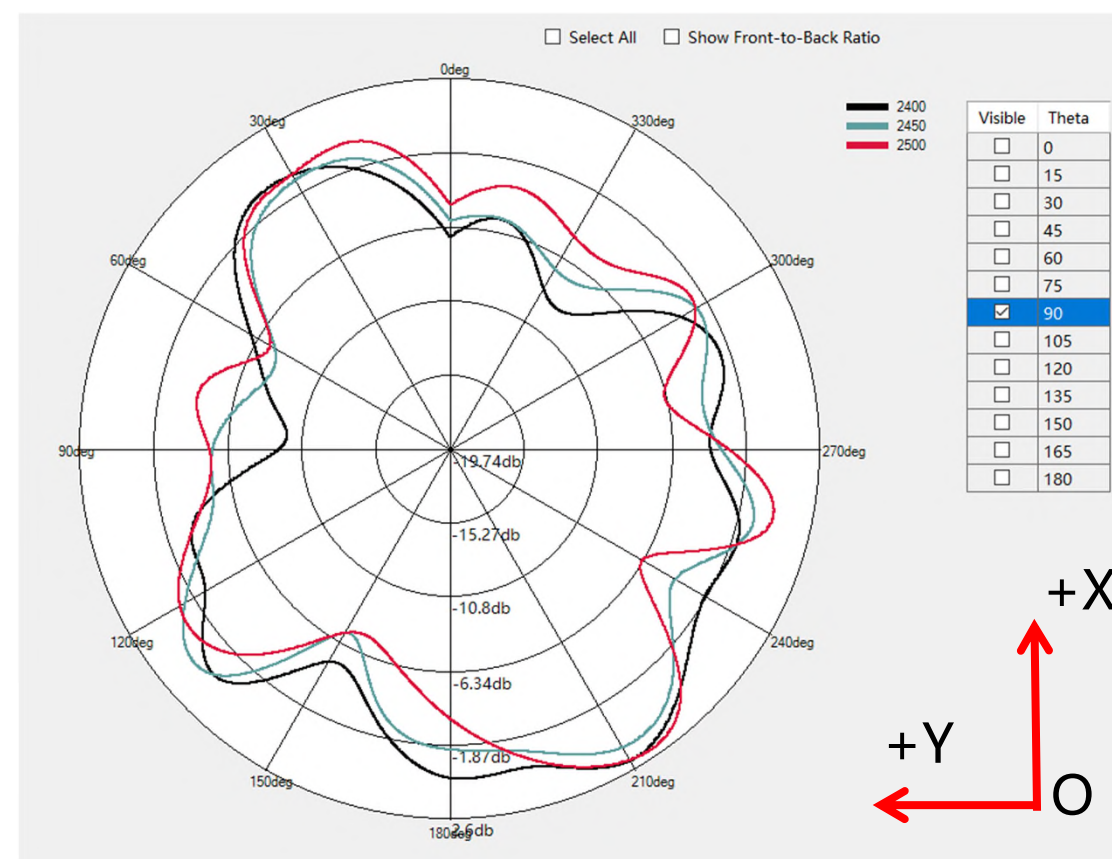 Select All
Show Front-to-Back Ratio
0deg
30deg
330deg
2400
2450
2500
Visible Theta
0
15
30
45
60
75
90
105
120
135
150
165
180
60deg
300deg
90deg
270deg
-19.74db
-15.27db
-10.8db
-6.34db
-1.87db
2.6db
120deg
240deg
150deg
210deg
180deg
+X
+Y
O